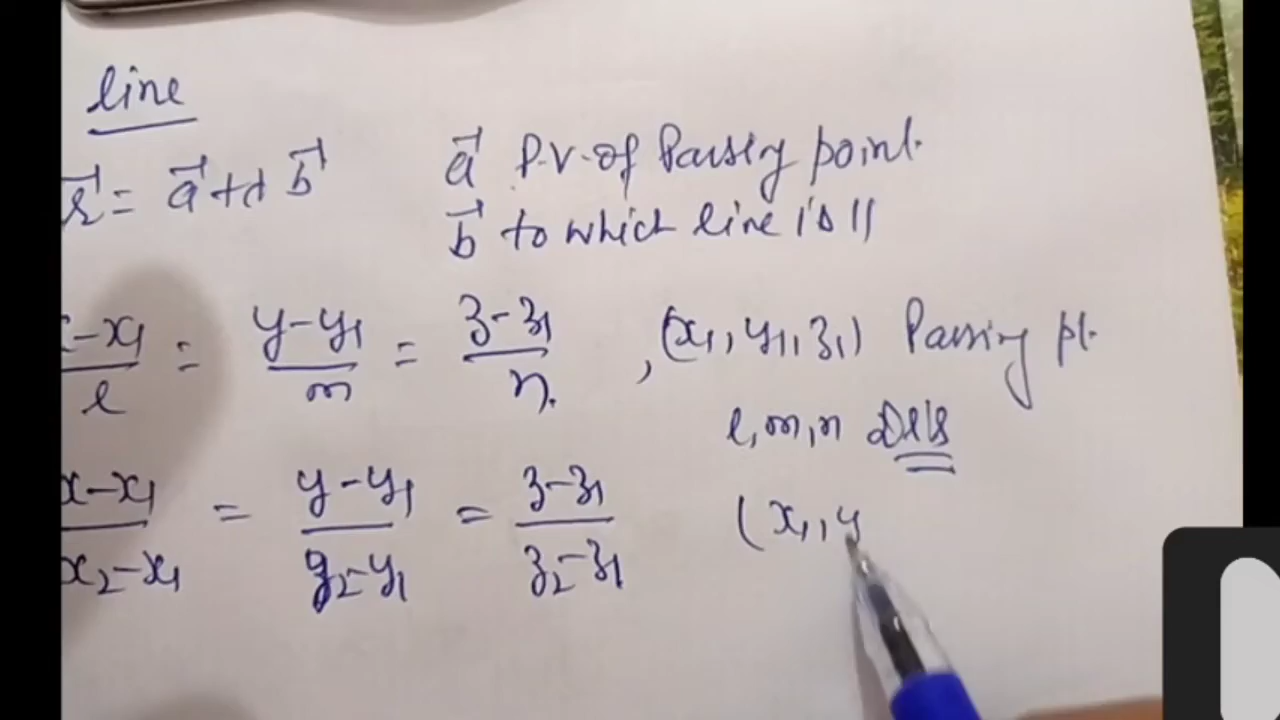 line
r⃗ = a⃗ + λ b⃗
a⃗ P.V. of Passing point.
b⃗ to which line is ||
x-x₁/l = y-y₁/m = z-z₁/n. , (x₁, y₁, z₁) Passing pt.
l, m, n DR's
x-x₁/x₂-x₁ = y-y₁/y₂-y₁ = z-z₁/z₂-z₁ (x₁, y